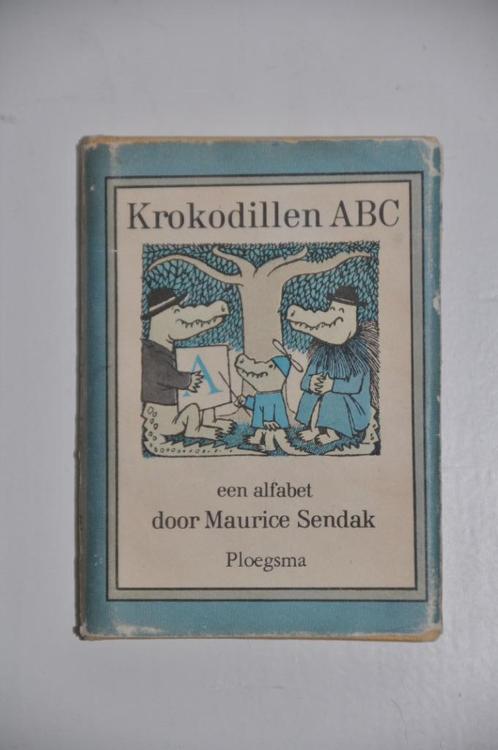 Krokodillen ABC
A
een alfabet
door Maurice Sendak
Ploegsma